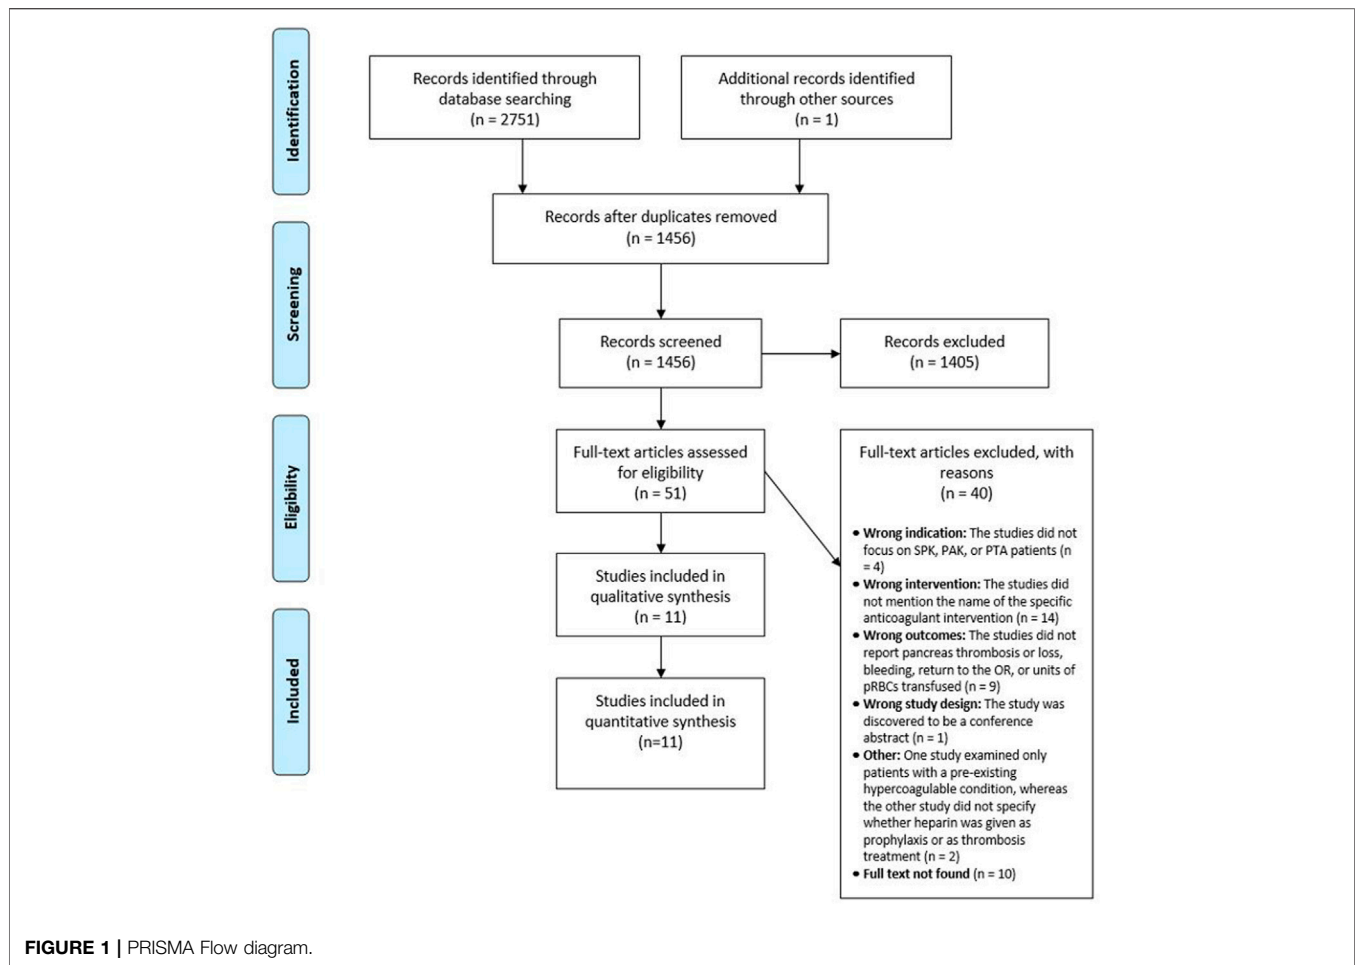 Identification
Records identified through
database searching
(n = 2751)
Additional records identified
through other sources
(n = 1)
Records after duplicates removed
(n = 1456)
Screening
Records screened
(n = 1456)
Records excluded
(n = 1405)
Eligibility
Full-text articles assessed
for eligibility
(n = 51)
Full-text articles excluded, with
reasons
(n = 40)
• Wrong indication: The studies did not
focus on SPK, PAK, or PTA patients (n
= 4)
• Wrong intervention: The studies did
not mention the name of the specific
anticoagulant intervention (n = 14)
• Wrong outcomes: The studies did not
report pancreas thrombosis or loss,
bleeding, return to the OR, or units of
pRBCs transfused (n = 9)
• Wrong study design: The study was
discovered to be a conference
abstract (n = 1)
• Other: One study examined only
patients with a pre-existing
hypercoagulable condition, whereas
the other study did not specify
whether heparin was given as
prophylaxis or as thrombosis
treatment (n = 2)
• Full text not found (n = 10)
Studies included in
qualitative synthesis
(n = 11)
Included
Studies included in
quantitative synthesis
(n=11)
FIGURE 1 | PRISMA Flow diagram.